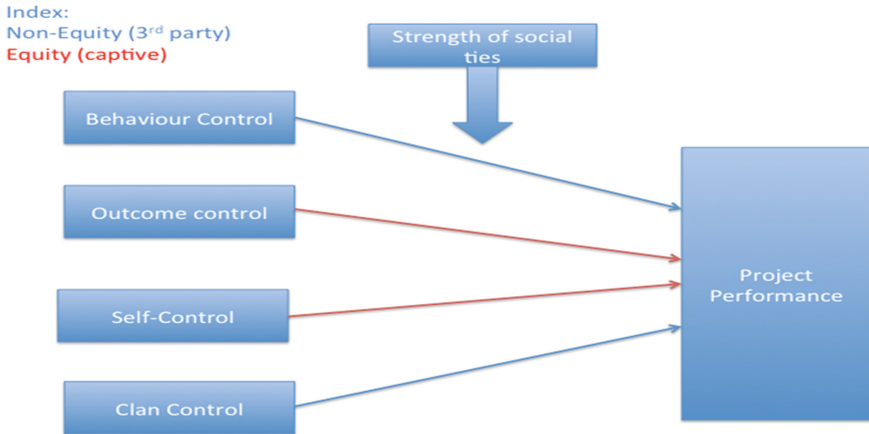 Index:
Non-Equity (3rd party)
Equity (captive)
Strength of social
ties
Behaviour Control
Outcome control
Self-Control
Clan Control
Project
Performance